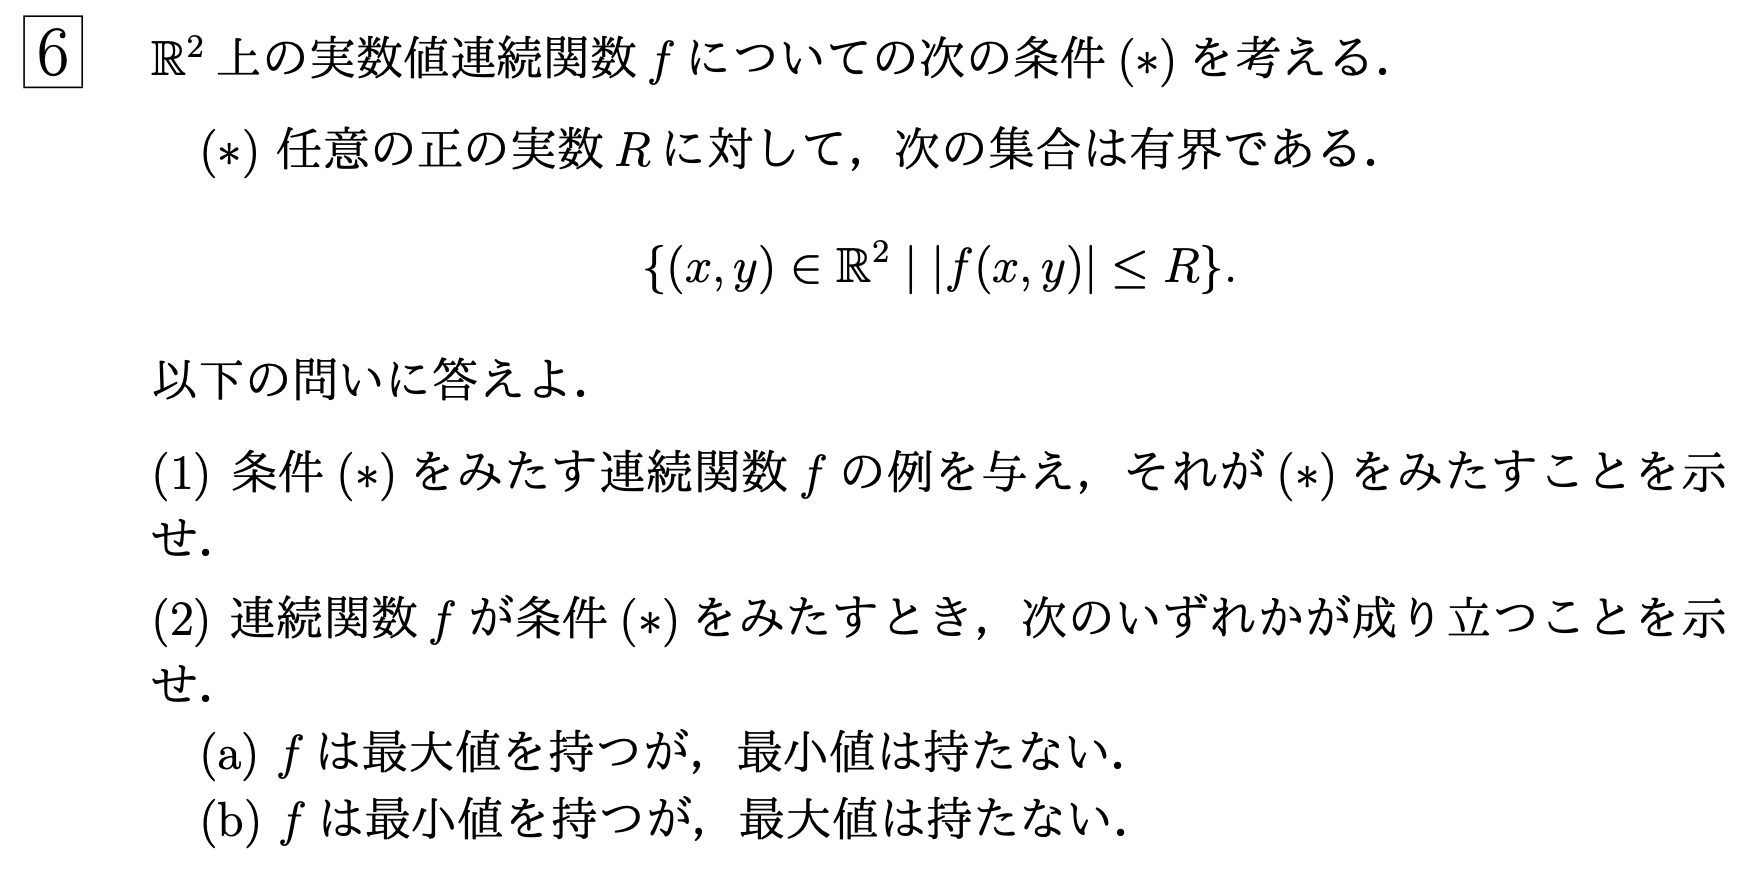 6 ℝ² 上の実数値連続関数 f についての次の条件 (∗) を考える．
(∗) 任意の正の実数 R に対して，次の集合は有界である．
{(x, y) ∈ ℝ² | |f(x, y)| ≤ R}.
以下の問いに答えよ．
(1) 条件 (∗) をみたす連続関数 f の例を与え，それが (∗) をみたすことを示
せ．
(2) 連続関数 f が条件 (∗) をみたすとき，次のいずれかが成り立つことを示
せ．
(a) f は最大値を持つが，最小値は持たない．
(b) f は最小値を持つが，最大値は持たない．